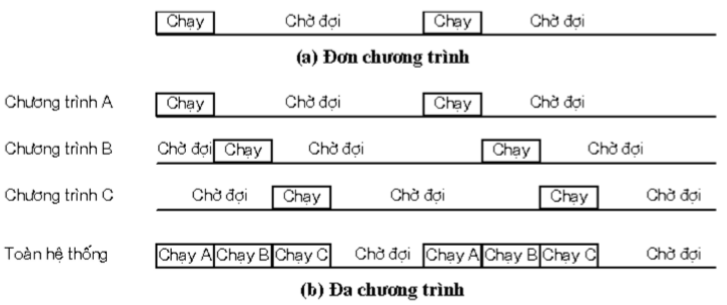 Chạy Chờ đợi Chạy Chờ đợi
(a) Đơn chương trình
Chương trình A Chạy Chờ đợi Chạy Chờ đợi
Chương trình B Chờ đợi Chạy Chờ đợi Chạy Chờ đợi
Chương trình C Chờ đợi Chạy Chờ đợi Chạy Chờ đợi
Toàn hệ thống Chạy A Chạy B Chạy C Chờ đợi Chạy A Chạy B Chạy C Chờ đợi
(b) Đa chương trình